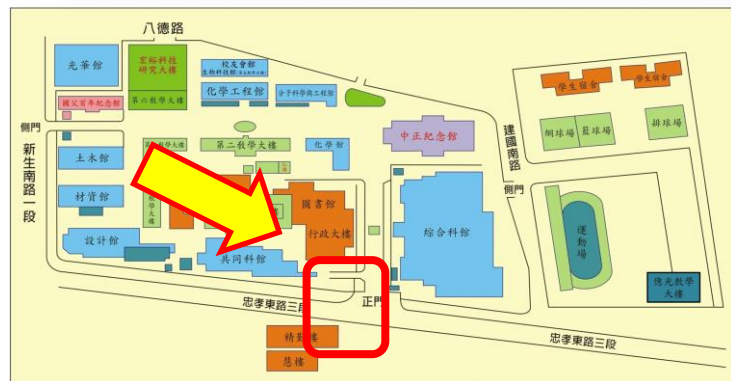 八德路
光華館
宏裕科技
研究大樓
校友會館
化學工程館
分子科學與工程館
國父百年紀念館
第六教學大樓
側門
新生南路一段
土木館
第二教學大樓
化學館
中正紀念館
建國南路
側門
學生宿舍
學生宿舍
網球場
籃球場
排球場
材資館
圖書館
行政大樓
綜合科館
運動場
設計館
共同科館
億光教學
大樓
忠孝東路三段
正門
忠孝東路三段
精勤樓
慧樓